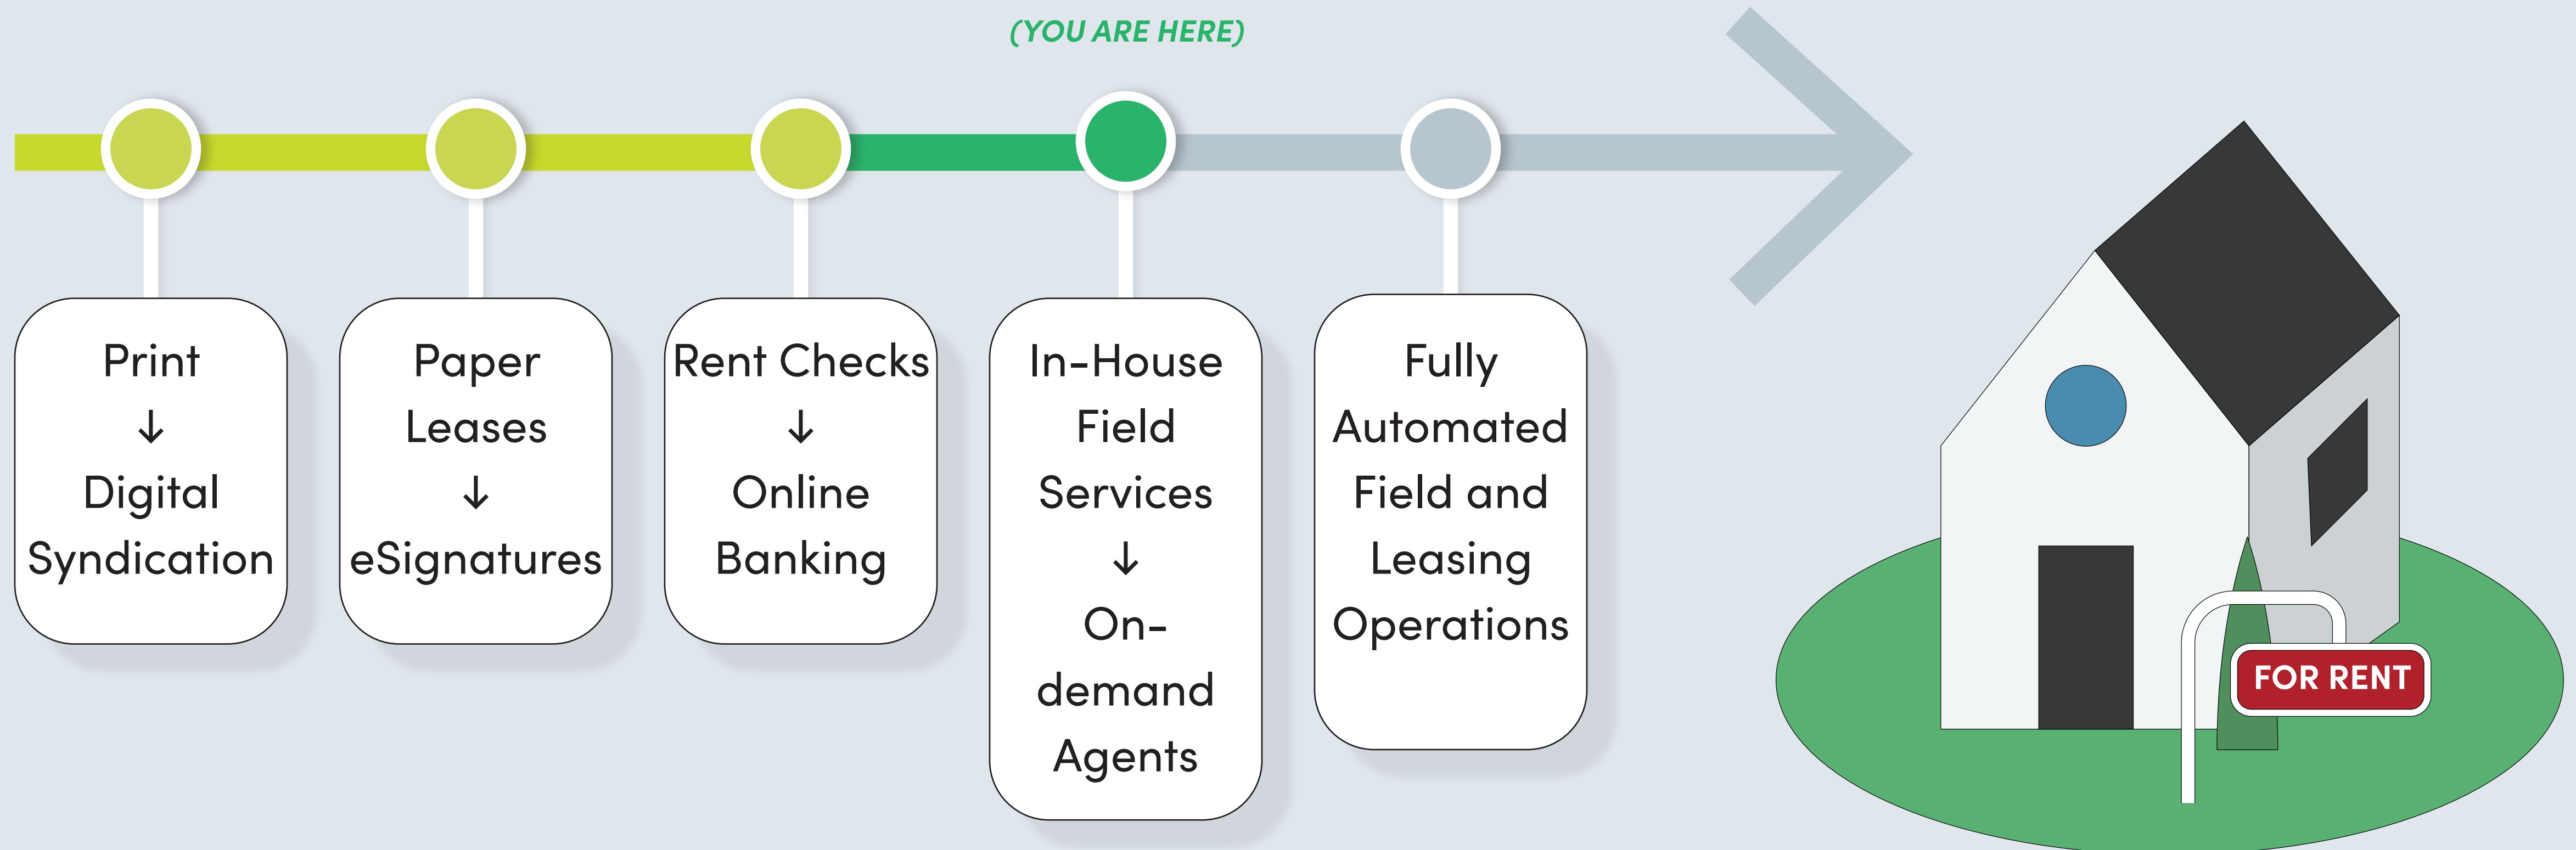 (YOU ARE HERE)
Print
↓
Digital
Syndication
Paper
Leases
↓
eSignatures
Rent Checks
↓
Online
Banking
In-House
Field
Services
↓
On-
demand
Agents
Fully
Automated
Field and
Leasing
Operations
FOR RENT